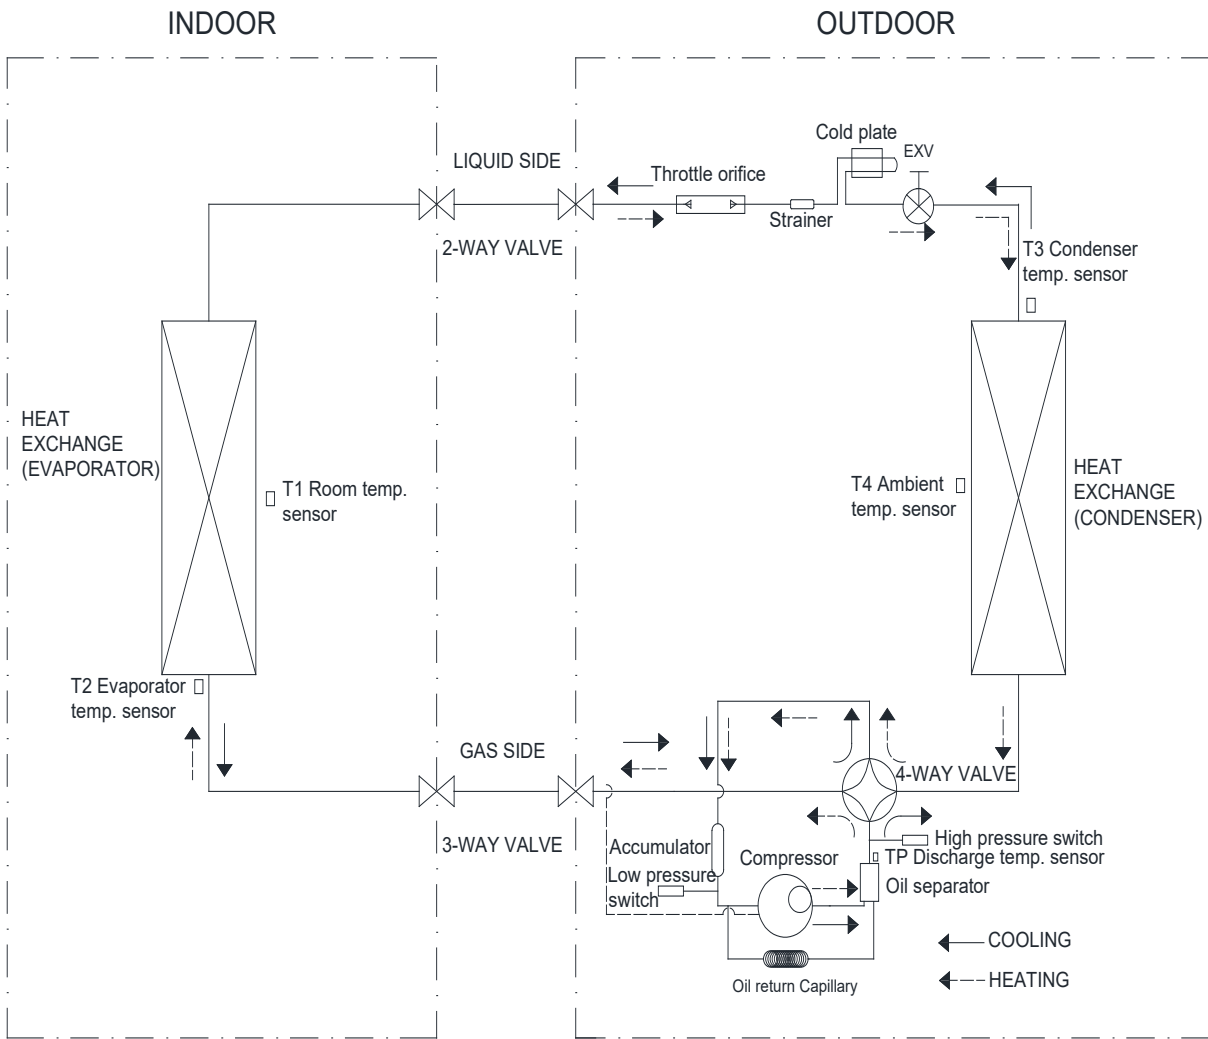 INDOOR
OUTDOOR
Cold plate
EXV
LIQUID SIDE
Throttle orifice
Strainer
2-WAY VALVE
T3 Condenser
temp. sensor
HEAT
EXCHANGE
(EVAPORATOR)
T1 Room temp.
sensor
T4 Ambient
temp. sensor
HEAT
EXCHANGE
(CONDENSER)
T2 Evaporator
temp. sensor
GAS SIDE
4-WAY VALVE
3-WAY VALVE
Accumulator
Compressor
High pressure switch
TP Discharge temp. sensor
Low pressure
switch
Oil separator
COOLING
HEATING
Oil return Capillary